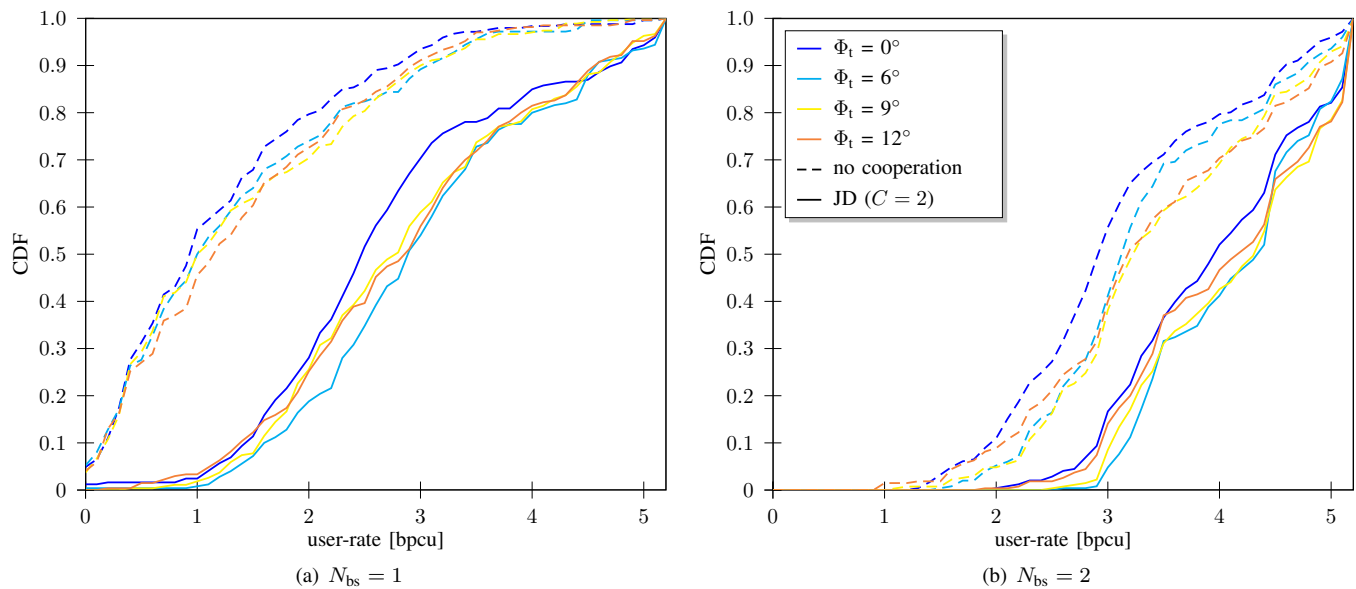 1.0
0.9
0.8
0.7
0.6
0.5
0.4
0.3
0.2
0.1
0
CDF
0 1 2 3 4 5
user-rate [bpcu]
(a) N_bs = 1
1.0
0.9
0.8
0.7
0.6
0.5
0.4
0.3
0.2
0.1
0
CDF
Φ_t = 0°
Φ_t = 6°
Φ_t = 9°
Φ_t = 12°
no cooperation
JD (C = 2)
0 1 2 3 4 5
user-rate [bpcu]
(b) N_bs = 2